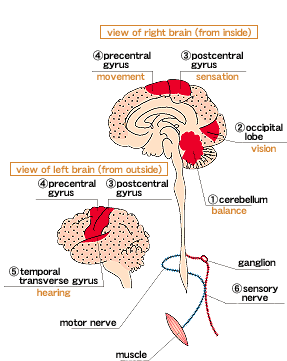 view of right brain (from inside)
④precentral gyrus
movement
③postcentral gyrus
sensation
②occipital lobe
vision
①cerebellum
balance
view of left brain (from outside)
④precentral gyrus
③postcentral gyrus
⑤temporal transverse gyrus
hearing
ganglion
⑥sensory nerve
motor nerve
muscle